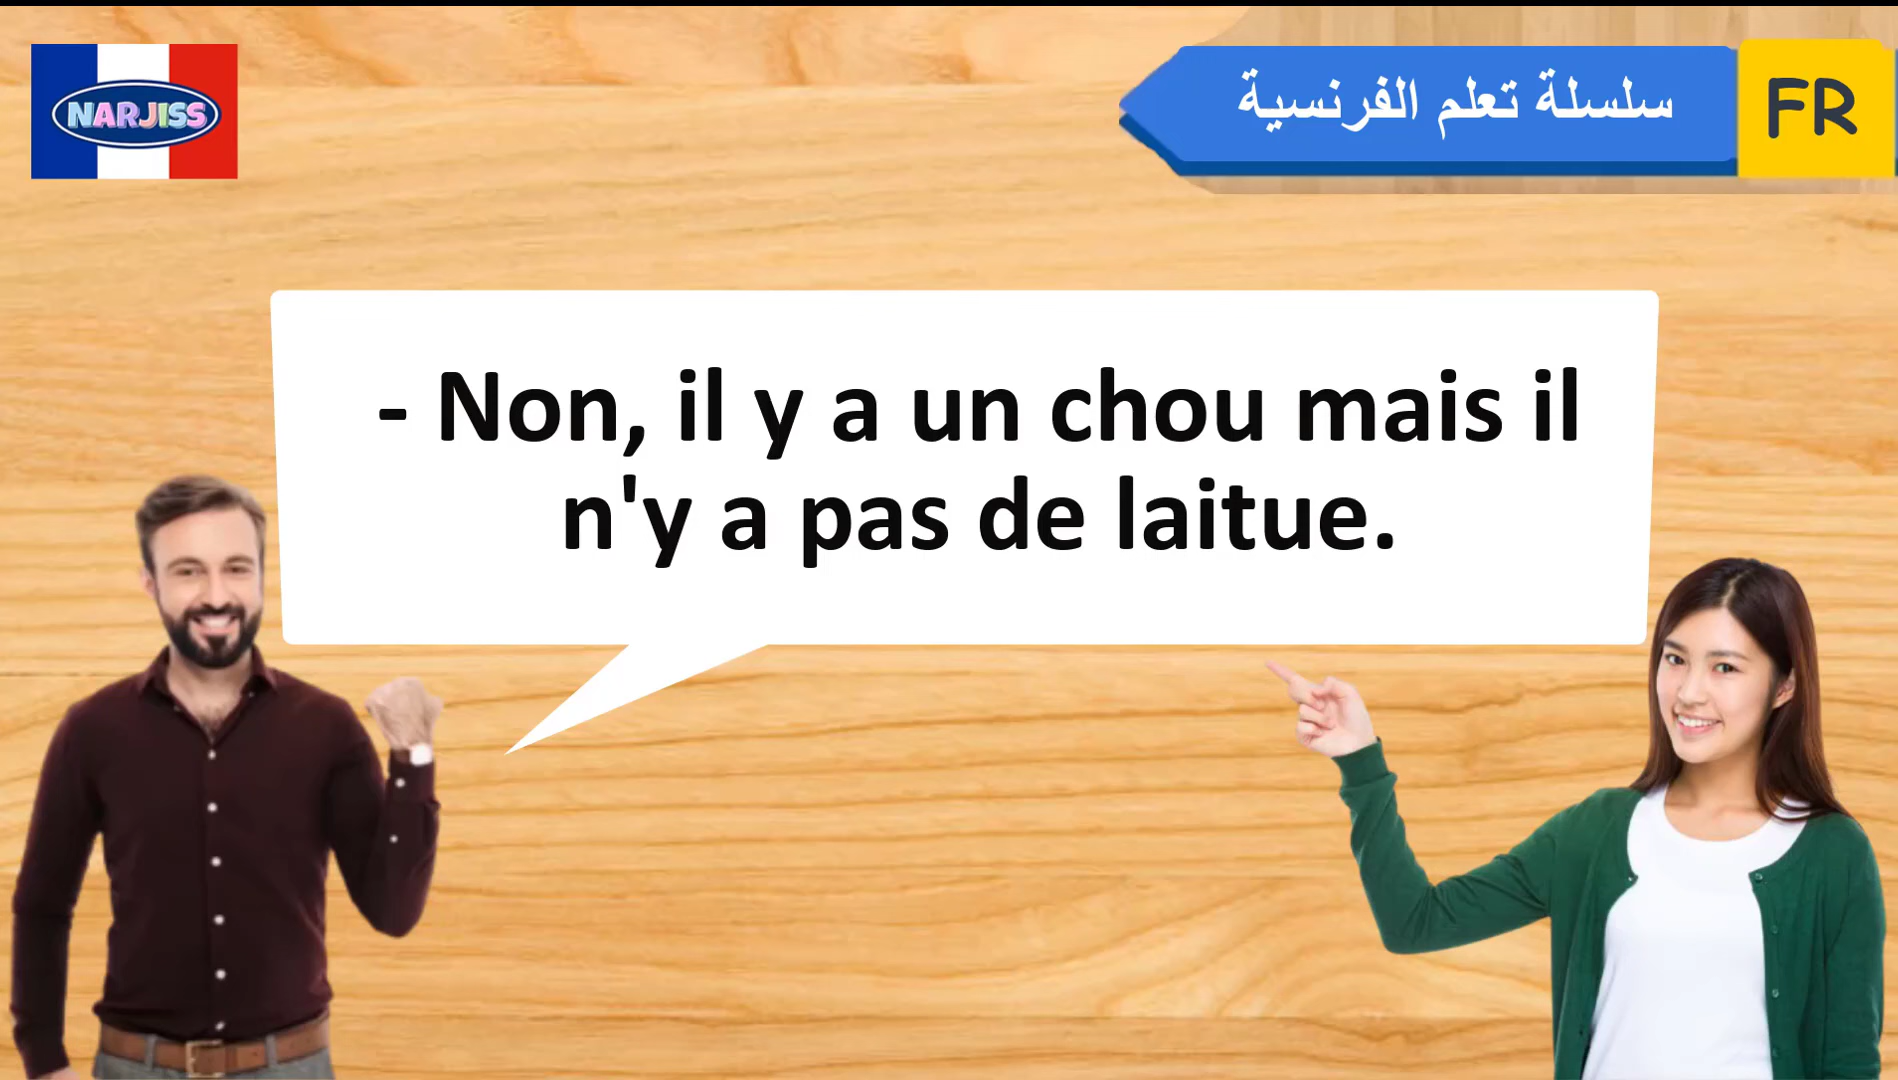 NARJISS
سلسلة تعلم الفرنسية
FR
- Non, il y a un chou mais il
n'y a pas de laitue.